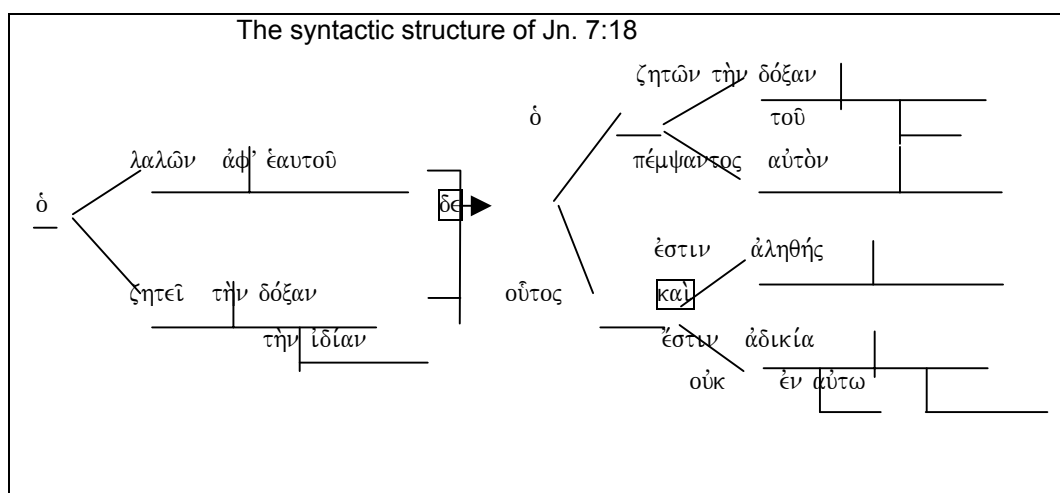 The syntactic structure of Jn. 7:18
ὁ
λαλῶν ἀφ’ ἑαυτοῦ
ζητεῖ τὴν δόξαν
τὴν ἰδίαν
δὲ
ὁ
ζητῶν τὴν δόξαν
τοῦ
πέμψαντος αὐτὸν
οὗτος
ἐστιν ἀληθής
καὶ
ἔστιν ἀδικία
οὐκ ἐν αὐτω